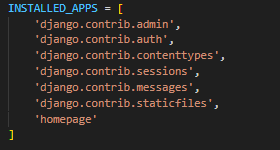 INSTALLED_APPS = [
    'django.contrib.admin',
    'django.contrib.auth',
    'django.contrib.contenttypes',
    'django.contrib.sessions',
    'django.contrib.messages',
    'django.contrib.staticfiles',
    'homepage'
]